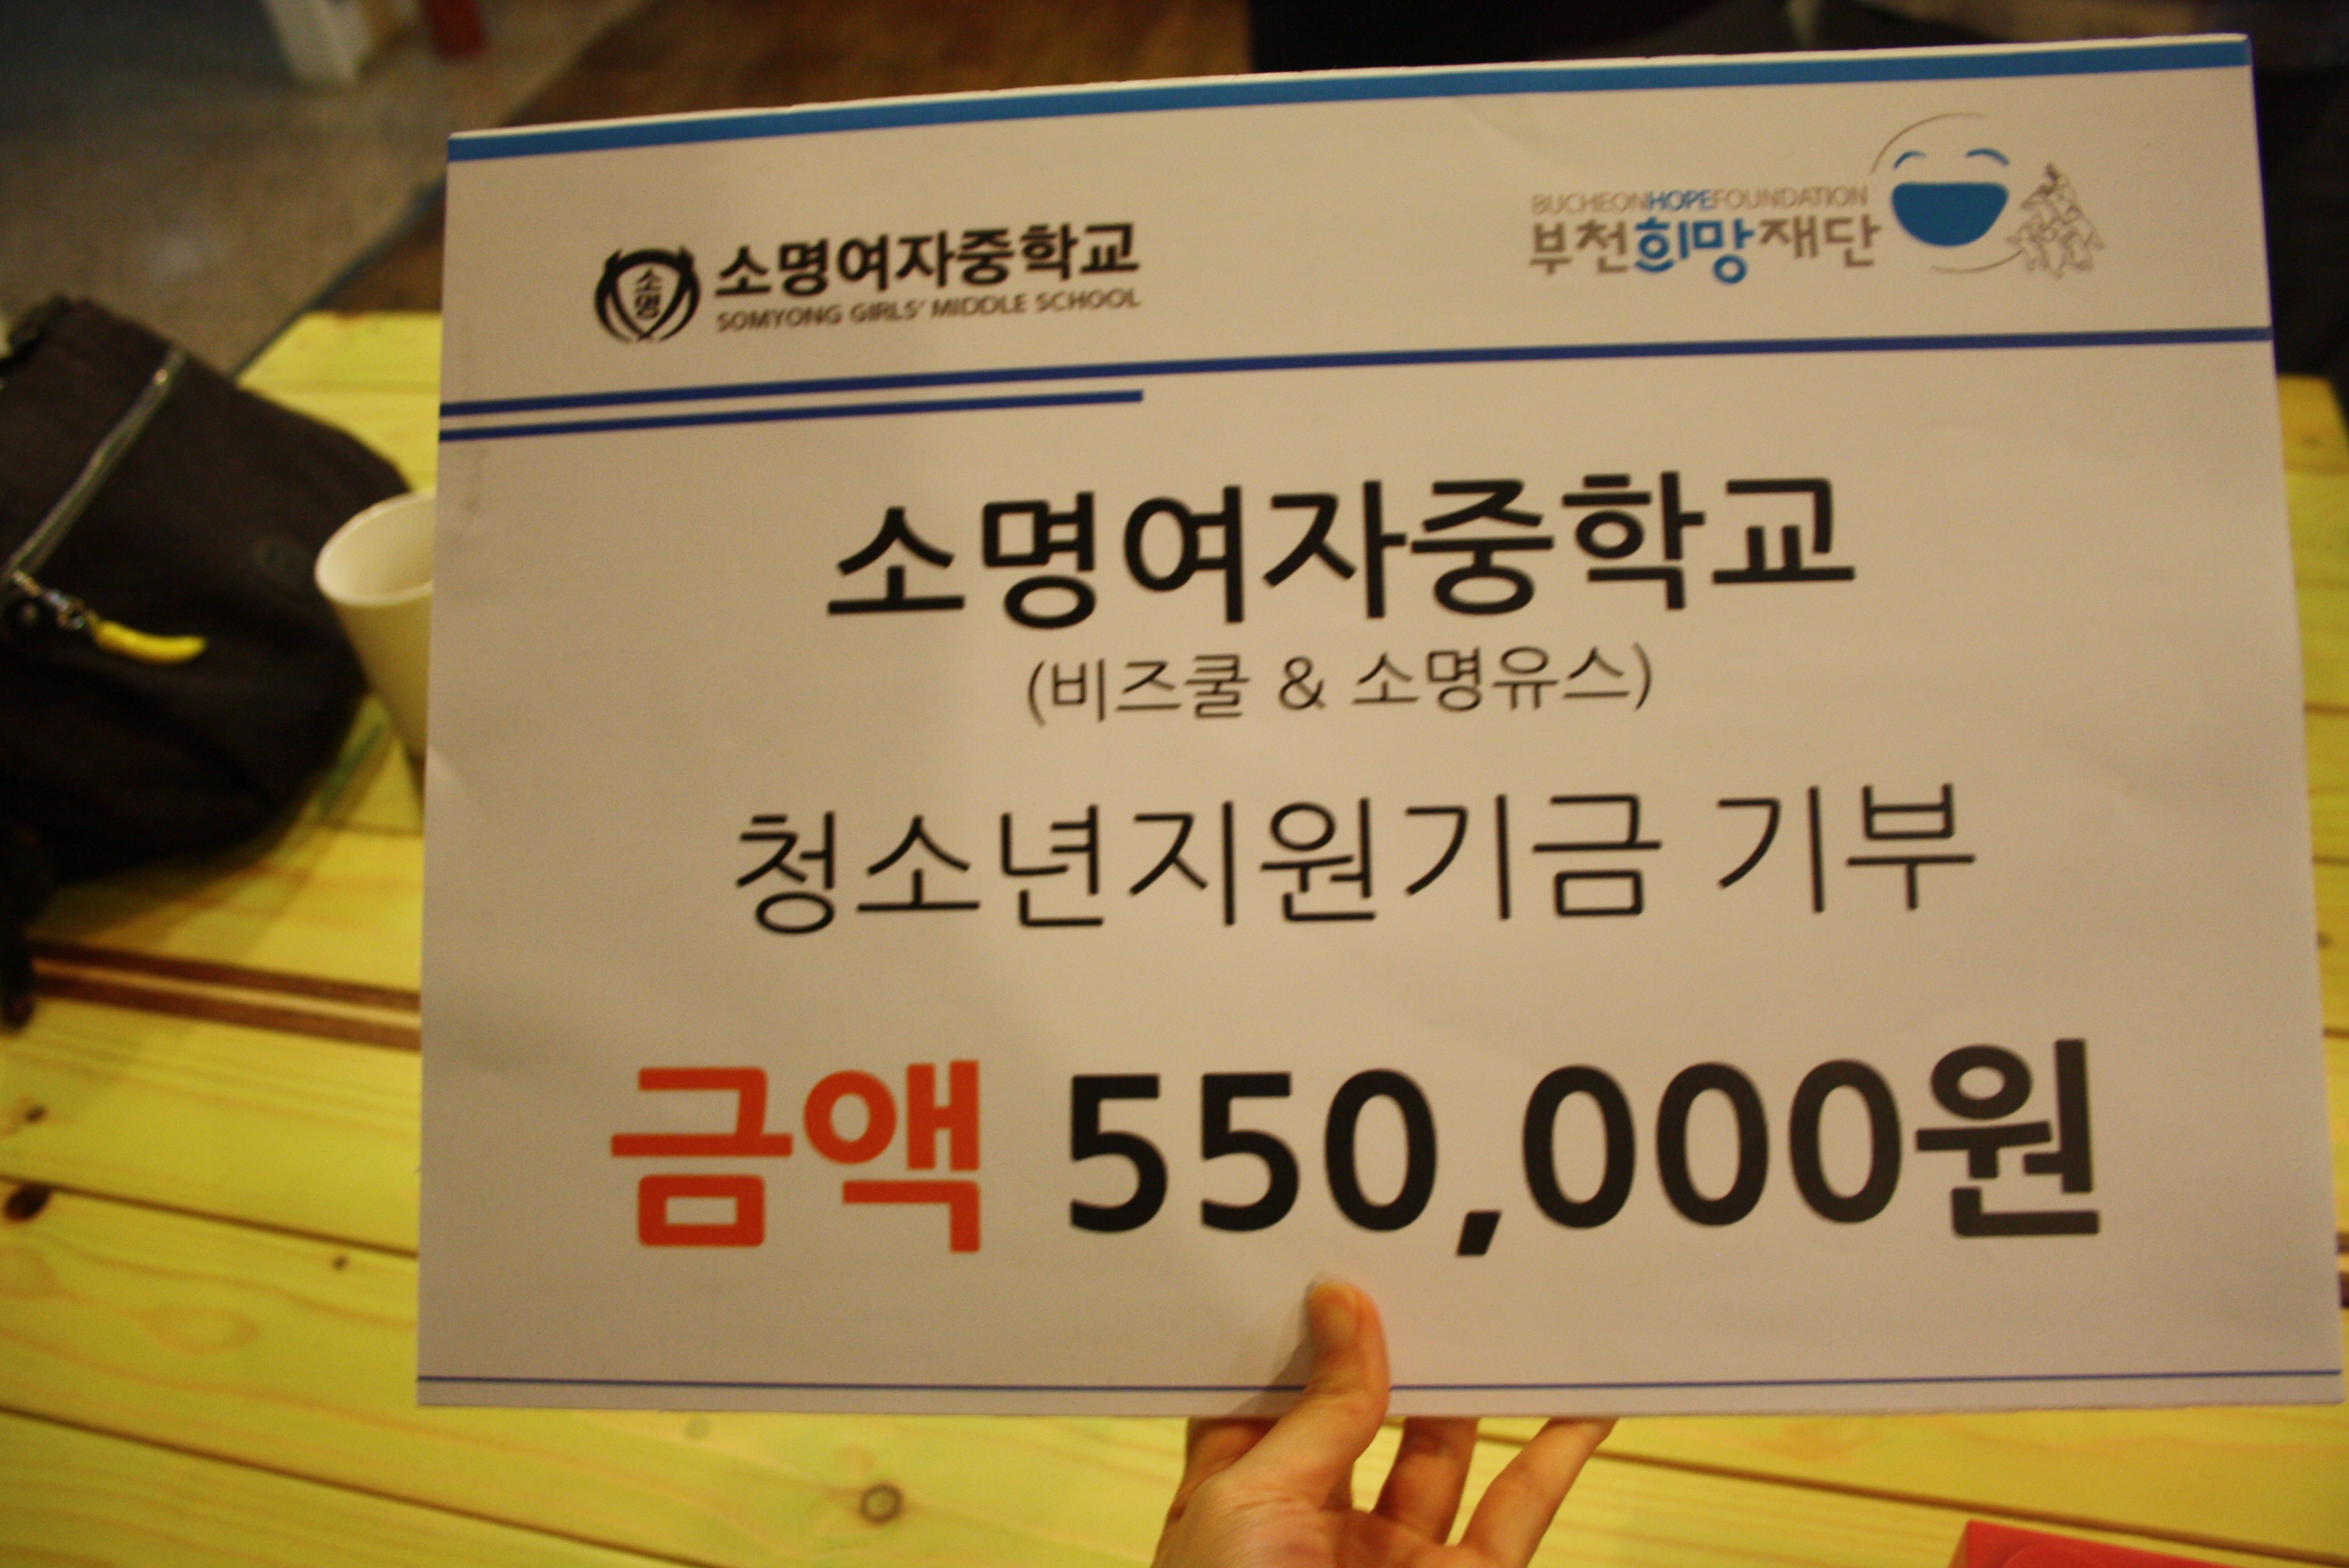 소명
소명여자중학교
SOMYONG GIRLS' MIDDLE SCHOOL
BUCHEONHOPEFOUNDATION
부천희망재단
소명여자중학교
(비즈쿨 & 소명유스)
청소년지원기금 기부
금액 550,000원